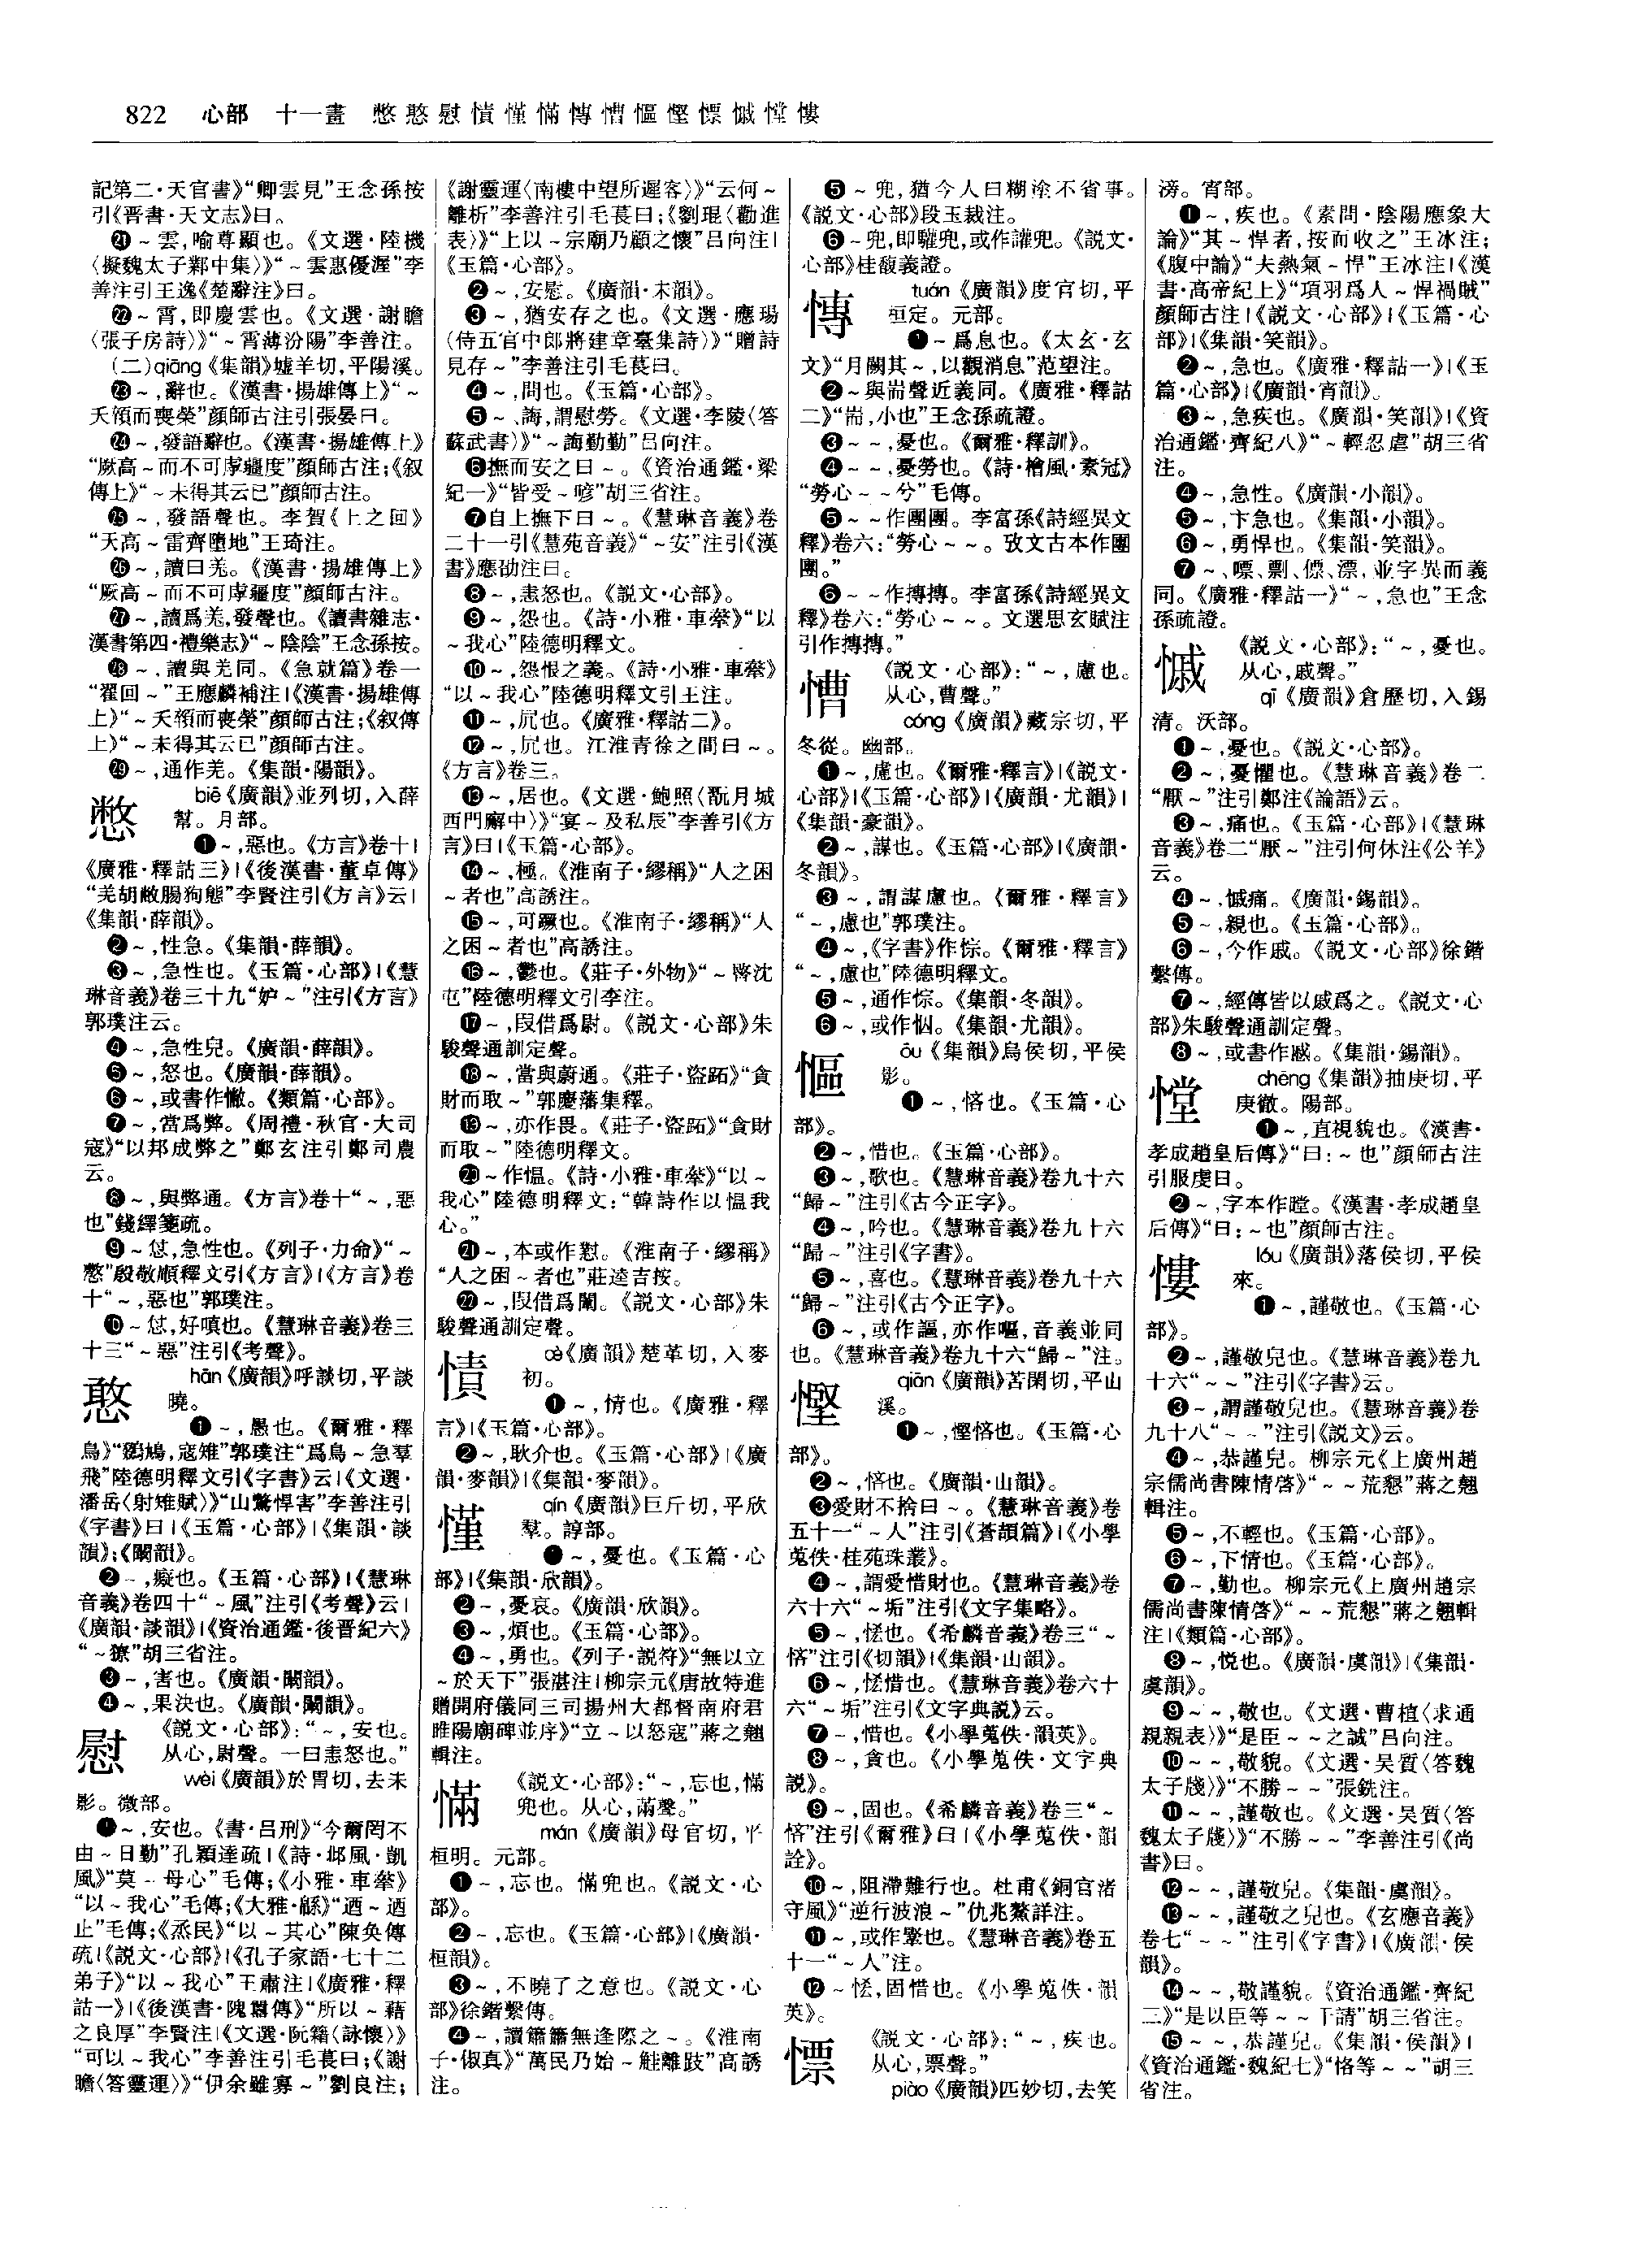 822　心部　十一畫　憋憨慰憒慬慲慱慒慪慳慓慽憆慺
記第二·天官書》“卿雲見”王念孫按
引《晋書·天文志》曰。
㉑～雲,喻尊顯也。《文選·陸機
〈擬魏太子鄴中集〉》“～雲惠優渥”李
善注引王逸《楚辭注》曰。
㉒～霄,即慶雲也。《文選·謝瞻
〈張子房詩〉》“～霄薄汾陽”李善注。
(二)qiāng《集韻》墟羊切,平陽溪。
㉓～,辭也。《漢書·揚雄傳上》“～
夭領而喪榮”顔師古注引張晏曰。
㉔～,發語辭也。《漢書·揚雄傳上》
“厥高～而不可虖疆度”顔師古注;《叙
傳上》“～未得其云已”顔師古注。
㉕～,發語聲也。李賀《上之回》
“天高～雷齊墮地”王琦注。
㉖～,讀曰羌。《漢書·揚雄傳上》
“厥高～而不可虖疆度”顔師古注。
㉗～,讀爲羌,發聲也。《讀書雜志·
漢書第四·禮樂志》“～陰陰”王念孫按。
㉘～,讀與羌同。《急就篇》卷一
“翟回～”王應麟補注|《漢書·揚雄傳
上》“～夭領而喪榮”顔師古注;《叙傳
上》“～未得其云已”顔師古注。
㉙～,通作羌。《集韻·陽韻》。
憋　biē《廣韻》並列切,入薛
幫。月部。
❶～,惡也。《方言》卷十|
《廣雅·釋詁三》|《後漢書·董卓傳》
“羌胡敝腸狗態”李賢注引《方言》云|
《集韻·薛韻》。
❷～,性急。《集韻·薛韻》。
❸～,急性也。《玉篇·心部》|《慧
琳音義》卷三十九“妒～”注引《方言》
郭璞注云。
❹～,急性皃。《廣韻·薛韻》。
❺～,怒也。《廣韻·薛韻》。
❻～,或書作㢼。《類篇·心部》。
❼～,當爲弊。《周禮·秋官·大司
寇》“以邦成弊之”鄭玄注引鄭司農
云。
❽～,與弊通。《方言》卷十“～,惡
也”錢繹箋疏。
❾～怤,急性也。《列子·力命》“～
憋”殷敬順釋文引《方言》|《方言》卷
十“～,惡也”郭璞注。
❿～怤,好嗔也。《慧琳音義》卷三
十三“～惡”注引《考聲》。
憨　hān《廣韻》呼談切,平談
曉。
❶～,愚也。《爾雅·釋
鳥》“鵽鳩,寇雉”郭璞注“爲鳥～急羣
飛”陸德明釋文引《字書》云|《文選·
潘岳〈射雉賦〉》“山鷩悍害”李善注引
《字書》曰|《玉篇·心部》|《集韻·談
韻》;《闞韻》。
❷～,癡也。《玉篇·心部》|《慧琳
音義》卷四十“～風”注引《考聲》云|
《廣韻·談韻》|《資治通鑑·後晋紀六》
“～獠”胡三省注。
❸～,害也。《廣韻·闞韻》。
❹～,果決也。《廣韻·闞韻》。
慰　《説文·心部》:“～,安也。
从心,尉聲。一曰恚怒也。”
wèi《廣韻》於胃切,去未
影。微部。
❶～,安也。《書·吕刑》“今爾罔不
由～日勤”孔穎達疏|《詩·邶風·凱
風》“莫～母心”毛傳;《小雅·車舝》
“以～我心”毛傳;《大雅·緜》“迺～迺
止”毛傳;《烝民》“以～其心”陳奐傳
疏|《説文·心部》|《孔子家語·七十二
弟子》“以～我心”王肅注|《廣雅·釋
詁一》|《後漢書·隗囂傳》“所以～藉
之良厚”李賢注|《文選·阮籍〈詠懷〉》
“可以～我心”李善注引毛萇曰;《謝
瞻〈答靈運〉》“伊余雖寡～”劉良注;
《謝靈運〈南樓中望所遲客〉》“云何～
離析”李善注引毛萇曰;《劉琨〈勸進
表〉》“上以～宗廟乃顧之懷”吕向注|
《玉篇·心部》。
❷～,安慰。《廣韻·未韻》。
❸～,猶安存之也。《文選·應瑒
〈侍五官中郎將建章臺集詩〉》“贈詩
見存～”李善注引毛萇曰。
❹～,問也。《玉篇·心部》。
❺～、誨,謂慰勞。《文選·李陵〈答
蘇武書〉》“～誨勤勤”吕向注。
❻撫而安之曰～。《資治通鑑·梁
紀一》“皆受～喭”胡三省注。
❼自上撫下曰～。《慧琳音義》卷
二十一引《慧苑音義》“～安”注引《漢
書》應劭注曰。
❽～,恚怒也。《説文·心部》。
❾～,怨也。《詩·小雅·車舝》“以
～我心”陸德明釋文。
❿～,怨恨之義。《詩·小雅·車舝》
“以～我心”陸德明釋文引王注。
⓫～,凥也。《廣雅·釋詁二》。
⓬～,凥也。江淮青徐之間曰～。
《方言》卷三。
⓭～,居也。《文選·鮑照〈翫月城
西門廨中〉》“宴～及私辰”李善引《方
言》曰|《玉篇·心部》。
⓮～,極。《淮南子·繆稱》“人之困
～者也”高誘注。
⓯～,可蹶也。《淮南子·繆稱》“人
之困～者也”高誘注。
⓰～,鬱也。《莊子·外物》“～暋沈
屯”陸德明釋文引李注。
⓱～,叚借爲尉。《説文·心部》朱
駿聲通訓定聲。
⓲～,當與蔚通。《莊子·盜跖》“貪
財而取～”郭慶藩集釋。
⓳～,亦作畏。《莊子·盜跖》“貪財
而取～”陸德明釋文。
⓴～作愠。《詩·小雅·車舝》“以～
我心”陸德明釋文:“韓詩作以愠我
心。”
㉑～,本或作懟。《淮南子·繆稱》
“人之困～者也”莊逵吉按。
㉒～,叚借爲闌。《説文·心部》朱
駿聲通訓定聲。
憒　cè《廣韻》楚革切,入麥
初。
❶～,情也。《廣雅·釋
言》|《玉篇·心部》。
❷～,耿介也。《玉篇·心部》|《廣
韻·麥韻》|《集韻·麥韻》。
慬　qín《廣韻》巨斤切,平欣
羣。諄部。
❶～,憂也。《玉篇·心
部》|《集韻·欣韻》。
❷～,憂哀。《廣韻·欣韻》。
❸～,煩也。《玉篇·心部》。
❹～,勇也。《列子·説符》“無以立
～於天下”張湛注|柳宗元《唐故特進
贈開府儀同三司揚州大都督南府君
睢陽廟碑並序》“立～以怒寇”蔣之翹
輯注。
慲　《説文·心部》:“～,忘也,慲
兜也。从心,㒼聲。”
mán《廣韻》母官切,平
桓明。元部。
❶～,忘也。慲兜也。《説文·心
部》。
❷～,忘也。《玉篇·心部》|《廣韻·
桓韻》。
❸～,不曉了之意也。《説文·心
部》徐鍇繫傳。
❹～,讀簫簫無逢際之～。《淮南
子·俶真》“萬民乃始～觟離跂”高誘
注。
❺～兜,猶今人曰糊塗不省事。
《説文·心部》段玉裁注。
❻～兜,即驩兜,或作讙兜。《説文·
心部》桂馥義證。
慱　tuán《廣韻》度官切,平
桓定。元部。
❶～爲息也。《太玄·玄
文》“月闕其～,以觀消息”范望注。
❷～與耑聲近義同。《廣雅·釋詁
二》“耑,小也”王念孫疏證。
❸～～,憂也。《爾雅·釋訓》。
❹～～,憂勞也。《詩·檜風·素冠》
“勞心～～兮”毛傳。
❺～～作團團。李富孫《詩經異文
釋》卷六:“勞心～～。攷文古本作團
團。”
❻～～作摶摶。李富孫《詩經異文
釋》卷六:“勞心～～。文選思玄賦注
引作摶摶。”
慒　《説文·心部》:“～,慮也。
从心,曹聲。”
cóng《廣韻》藏宗切,平
冬從。幽部。
❶～,慮也。《爾雅·釋言》|《説文·
心部》|《玉篇·心部》|《廣韻·尤韻》|
《集韻·豪韻》。
❷～,謀也。《玉篇·心部》|《廣韻·
冬韻》。
❸～,謂謀慮也。《爾雅·釋言》
“～,慮也”郭璞注。
❹～,《字書》作悰。《爾雅·釋言》
“～,慮也”陸德明釋文。
❺～,通作悰。《集韻·冬韻》。
❻～,或作怞。《集韻·尤韻》。
慪　ōu《集韻》烏侯切,平侯
影。
❶～,悋也。《玉篇·心
部》。
❷～,惜也。《玉篇·心部》。
❸～,歌也。《慧琳音義》卷九十六
“歸～”注引《古今正字》。
❹～,吟也。《慧琳音義》卷九十六
“歸～”注引《字書》。
❺～,喜也。《慧琳音義》卷九十六
“歸～”注引《古今正字》。
❻～,或作謳,亦作嘔,音義並同
也。《慧琳音義》卷九十六“歸～”注。
慳　qiān《廣韻》苦閑切,平山
溪。
❶～,慳悋也。《玉篇·心
部》。
❷～,悋也。《廣韻·山韻》。
❸愛財不捨曰～。《慧琳音義》卷
五十一“～人”注引《蒼頡篇》|《小學
蒐佚·桂苑珠叢》。
❹～,謂愛惜財也。《慧琳音義》卷
六十六“～垢”注引《文字集略》。
❺～,恡也。《希麟音義》卷三“～
悋”注引《切韻》|《集韻·山韻》。
❻～,恡惜也。《慧琳音義》卷六十
六“～垢”注引《文字典説》云。
❼～,惜也。《小學蒐佚·韻英》。
❽～,貪也。《小學蒐佚·文字典
説》。
❾～,固也。《希麟音義》卷三“～
悋”注引《爾雅》曰|《小學蒐佚·韻
詮》。
❿～,阻滯難行也。杜甫《銅官渚
守風》“逆行波浪～”仇兆鰲詳注。
⓫～,或作掔也。《慧琳音義》卷五
十一“～人”注。
⓬～恡,固惜也。《小學蒐佚·韻
英》。
慓　《説文·心部》:“～,疾也。
从心,票聲。”
piào《廣韻》匹妙切,去笑
滂。宵部。
❶～,疾也。《素問·陰陽應象大
論》“其～悍者,按而收之”王冰注;
《腹中論》“夫熱氣～悍”王冰注|《漢
書·高帝紀上》“項羽爲人～悍禍賊”
顔師古注|《説文·心部》|《玉篇·心
部》|《集韻·笑韻》。
❷～,急也。《廣雅·釋詁一》|《玉
篇·心部》|《廣韻·宵韻》。
❸～,急疾也。《廣韻·笑韻》|《資
治通鑑·齊紀八》“～輕忍虐”胡三省
注。
❹～,急性。《廣韻·小韻》。
❺～,卞急也。《集韻·小韻》。
❻～,勇悍也。《集韻·笑韻》。
❼～、嘌、剽、僄、漂,並字異而義
同。《廣雅·釋詁一》“～,急也”王念
孫疏證。
慽　《説文·心部》:“～,憂也。
从心,戚聲。”
qī《廣韻》倉歷切,入錫
清。沃部。
❶～,憂也。《説文·心部》。
❷～,憂懼也。《慧琳音義》卷二
“厭～”注引鄭注《論語》云。
❸～,痛也。《玉篇·心部》|《慧琳
音義》卷二“厭～”注引何休注《公羊》
云。
❹～,慽痛。《廣韻·錫韻》。
❺～,親也。《玉篇·心部》。
❻～,今作戚。《説文·心部》徐鍇
繫傳。
❼～,經傳皆以戚爲之。《説文·心
部》朱駿聲通訓定聲。
❽～,或書作慼。《集韻·錫韻》。
憆　chēng《集韻》抽庚切,平
庚徹。陽部。
❶～,直視貌也。《漢書·
孝成趙皇后傳》“曰:～也”顔師古注
引服虔曰。
❷～,字本作瞠。《漢書·孝成趙皇
后傳》“曰:～也”顔師古注。
慺　lóu《廣韻》落侯切,平侯
來。
❶～,謹敬也。《玉篇·心
部》。
❷～,謹敬皃也。《慧琳音義》卷九
十六“～～”注引《字書》云。
❸～,謂謹敬皃也。《慧琳音義》卷
九十八“～～”注引《説文》云。
❹～,恭謹皃。柳宗元《上廣州趙
宗儒尚書陳情啓》“～～荒懇”蔣之翹
輯注。
❺～,不輕也。《玉篇·心部》。
❻～,下情也。《玉篇·心部》。
❼～,勤也。柳宗元《上廣州趙宗
儒尚書陳情啓》“～～荒懇”蔣之翹輯
注|《類篇·心部》。
❽～,悦也。《廣韻·虞韻》|《集韻·
虞韻》。
❾～～,敬也。《文選·曹植〈求通
親親表〉》“是臣～～之誠”吕向注。
❿～～,敬貌。《文選·吴質〈答魏
太子牋〉》“不勝～～”張銑注。
⓫～～,謹敬也。《文選·吴質〈答
魏太子牋〉》“不勝～～”李善注引《尚
書》曰。
⓬～～,謹敬皃。《集韻·虞韻》。
⓭～～,謹敬之皃也。《玄應音義》
卷七“～～”注引《字書》|《廣韻·侯
韻》。
⓮～～,敬謹貌。《資治通鑑·齊紀
三》“是以臣等～～干請”胡三省注。
⓯～～,恭謹皃。《集韻·侯韻》|
《資治通鑑·魏紀七》“恪等～～”胡三
省注。